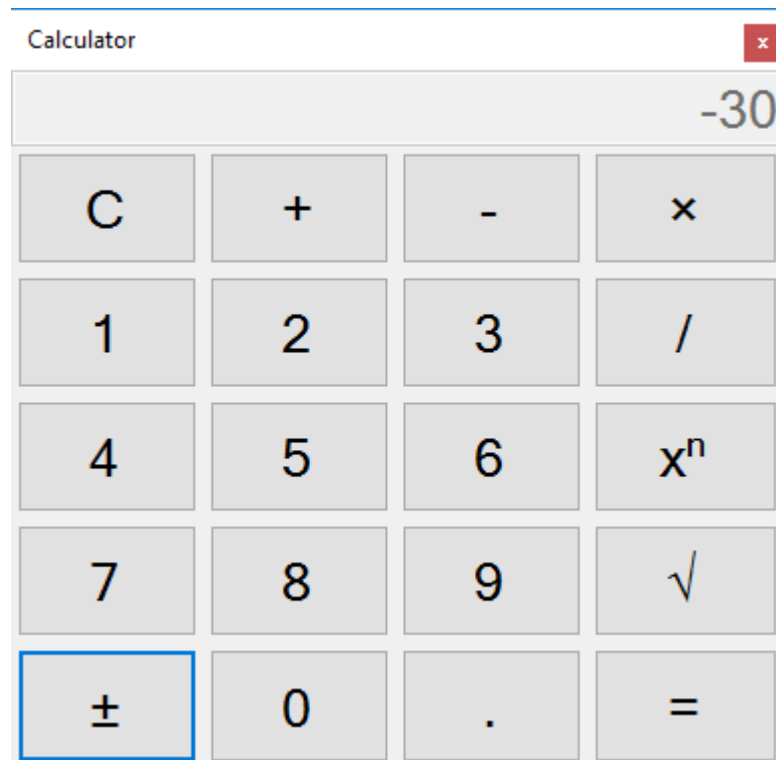 Calculator x
-30
C + - ×
1 2 3 /
4 5 6 xⁿ
7 8 9 √
± 0 . =